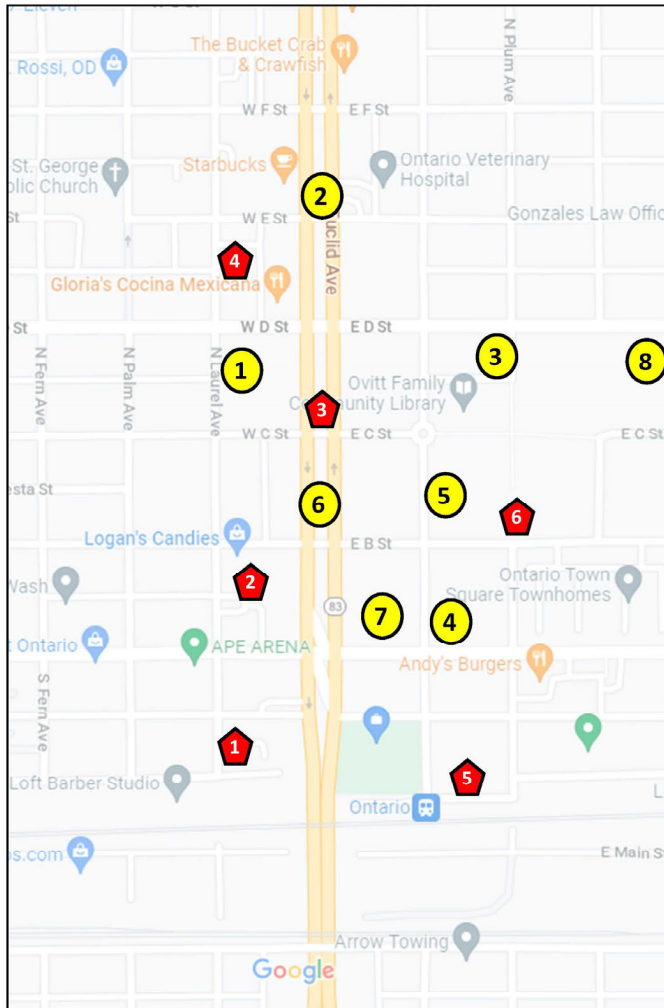 N Plum Ave
The Bucket Crab
& Crawfish
Rossi, OD
W F St
E F St
St. George
olic Church
Starbucks
Ontario Veterinary
Hospital
2
St
W E St
Gonzales Law Offic
Euclid Ave
4
Gloria's Cocina Mexicana
St
W D St
E D St
N Fern Ave
N Palm Ave
N Laurel Ave
1
3
8
Ovitt Family
Community Library
3
W C St
E C St
E C St
esta St
6
5
6
Logan's Candies
E B St
Wash
2
Ontario Town
Square Townhomes
83
7
4
t Ontario
APE ARENA
Andy's Burgers
S Fern Ave
1
Loft Barber Studio
5
Ontario
L
os.com
E Main St
Arrow Towing
Google